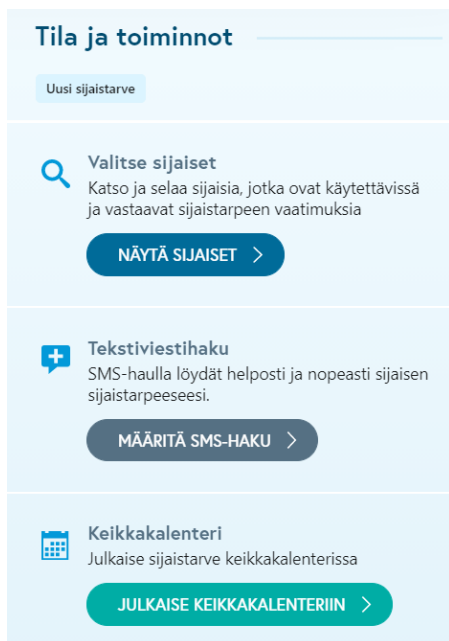 Tila ja toiminnot
Uusi sijaistarve
Valitse sijaiset
Katso ja selaa sijaisia, jotka ovat käytettävissä
ja vastaavat sijaistarpeen vaatimuksia
NÄYTÄ SIJAISET
Tekstiviestihaku
SMS-haulla löydät helposti ja nopeasti sijaisen
sijaistarpeeseesi.
MÄÄRITÄ SMS-HAKU
Keikkakalenteri
Julkaise sijaistarve keikkakalenterissa
JULKAISE KEIKKAKALENTERIIN